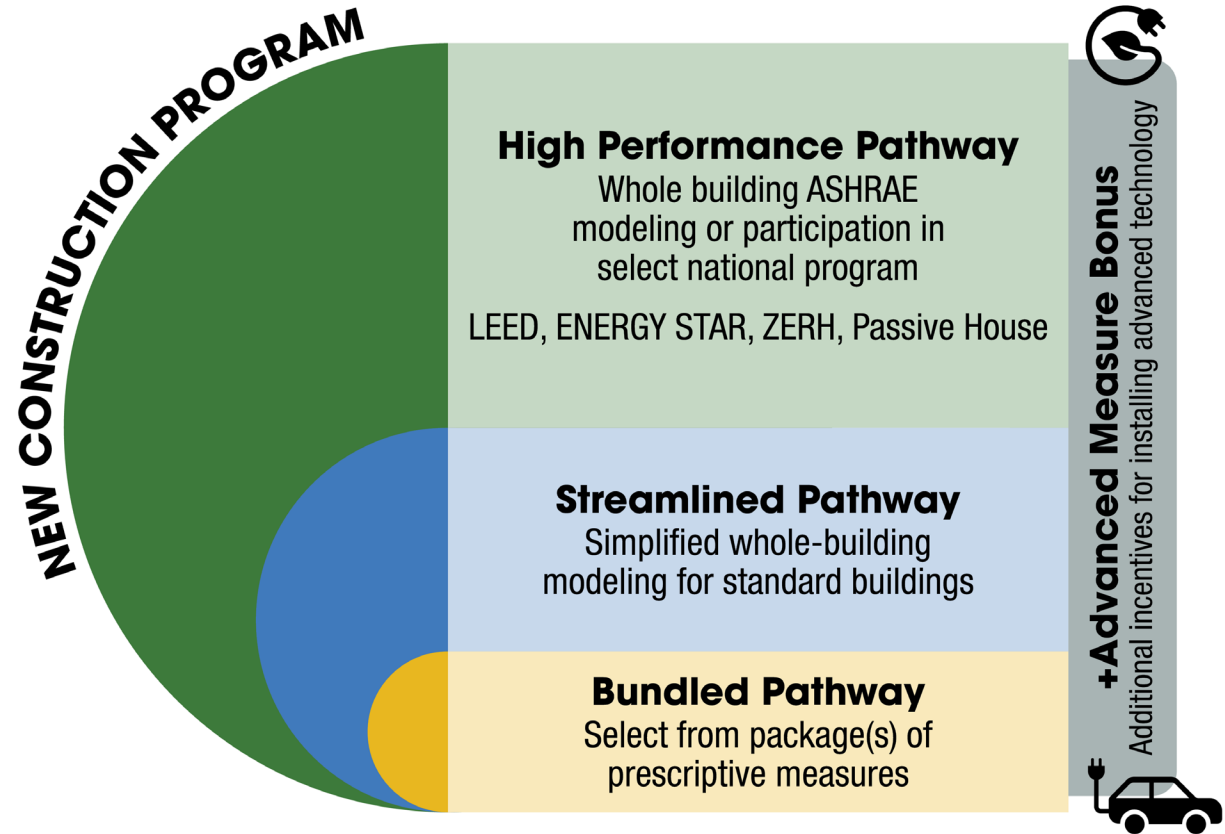 NEW CONSTRUCTION PROGRAM
High Performance Pathway
Whole building ASHRAE
modeling or participation in
select national program
LEED, ENERGY STAR, ZERH, Passive House
Streamlined Pathway
Simplified whole-building
modeling for standard buildings
Bundled Pathway
Select from package(s) of
prescriptive measures
+Advanced Measure Bonus
Additional incentives for installing advanced technology